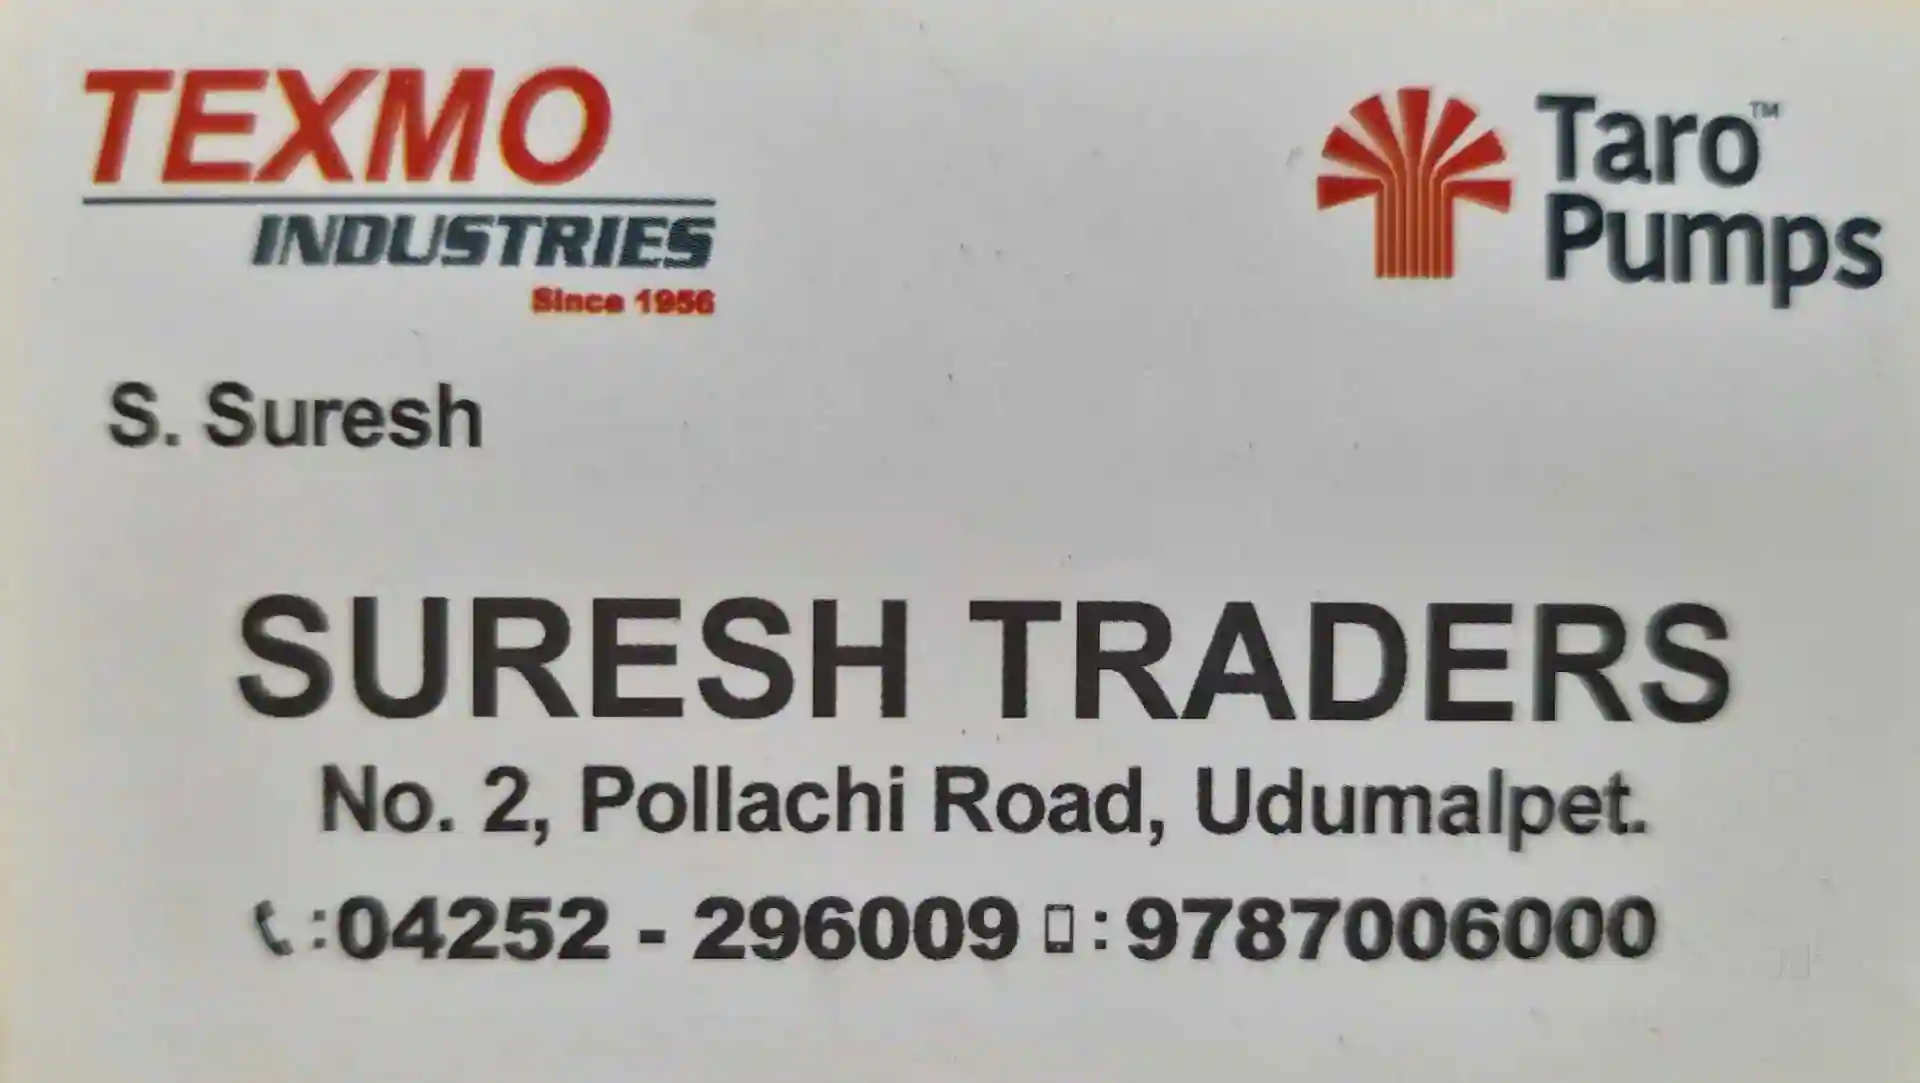 TEXMO
INDUSTRIES
Since 1956
Taro™
Pumps
S. Suresh
SURESH TRADERS
No. 2, Pollachi Road, Udumalpet.
:04252 - 296009 :9787006000